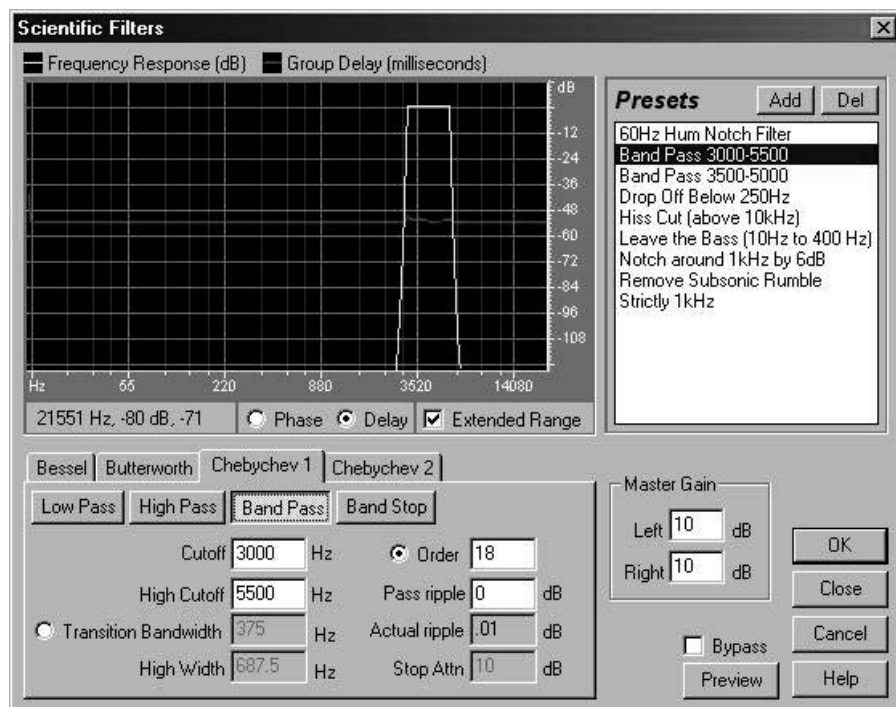 Scientific Filters
Frequency Response (dB) Group Delay (milliseconds)
dB
-12
-24
-36
-48
-60
-72
-84
-96
-108
Hz 55 220 880 3520 14080
21551 Hz, -80 dB, -71 Phase Delay Extended Range
Presets Add Del
60Hz Hum Notch Filter
Band Pass 3000-5500
Band Pass 3500-5000
Drop Off Below 250Hz
Hiss Cut (above 10kHz)
Leave the Bass (10Hz to 400 Hz)
Notch around 1kHz by 6dB
Remove Subsonic Rumble
Strictly 1kHz
Bessel Butterworth Chebychev 1 Chebychev 2
Low Pass High Pass Band Pass Band Stop
Cutoff 3000 Hz Order 18
High Cutoff 5500 Hz Pass ripple 0 dB
Transition Bandwidth 375 Hz Actual ripple .01 dB
High Width 687.5 Hz Stop Attn 10 dB
Master Gain
Left 10 dB
Right 10 dB
Bypass
Preview
OK
Close
Cancel
Help